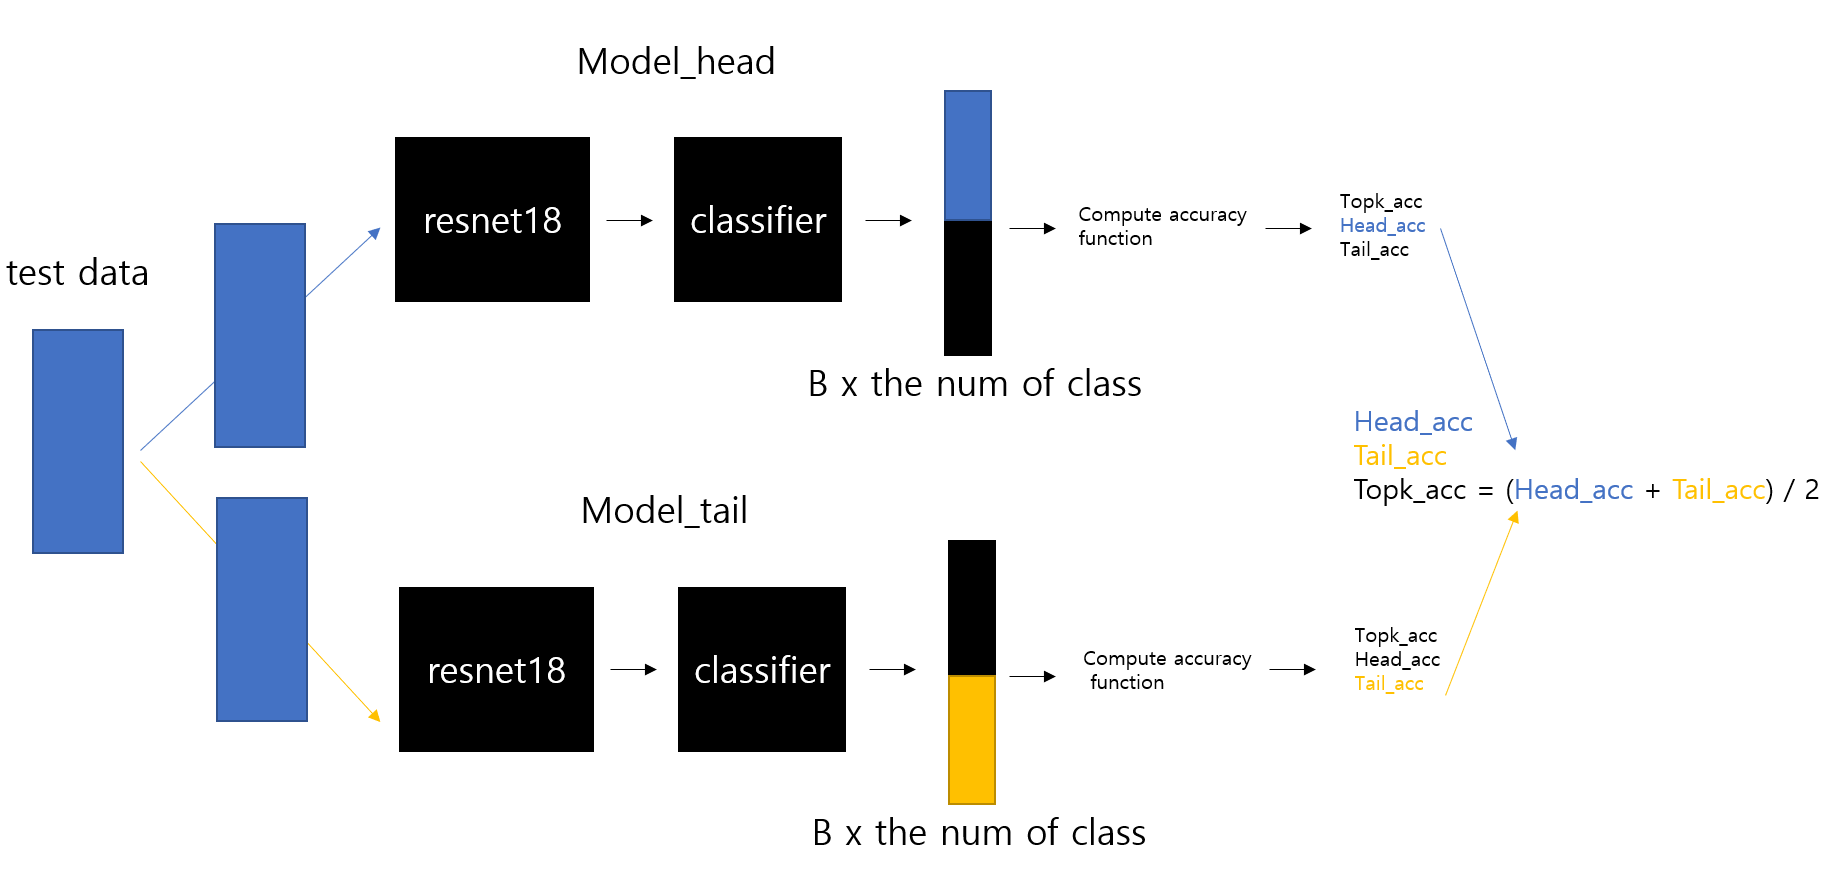 Model_head
test data
resnet18
classifier
Compute accuracy
function
Topk_acc
Head_acc
Tail_acc
B x the num of class
Head_acc
Tail_acc
Topk_acc = (Head_acc + Tail_acc) / 2
Model_tail
resnet18
classifier
Compute accuracy
function
Topk_acc
Head_acc
Tail_acc
B x the num of class